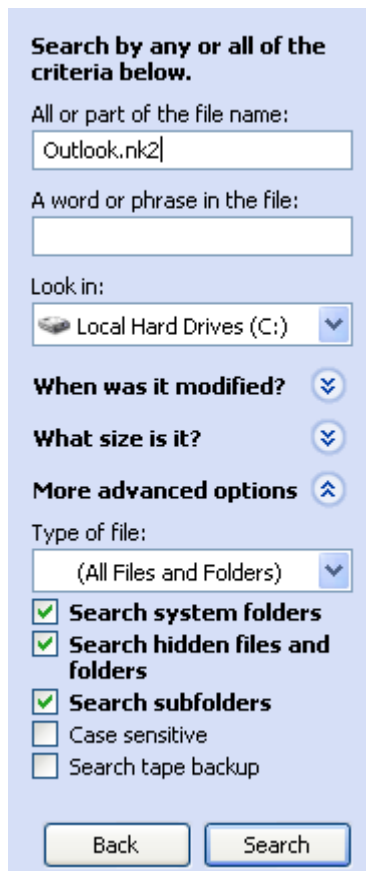 Search by any or all of the
criteria below.
All or part of the file name:
Outlook.nk2
A word or phrase in the file:
Look in:
Local Hard Drives (C:)
When was it modified?
What size is it?
More advanced options
Type of file:
(All Files and Folders)
Search system folders
Search hidden files and
folders
Search subfolders
Case sensitive
Search tape backup
Back Search